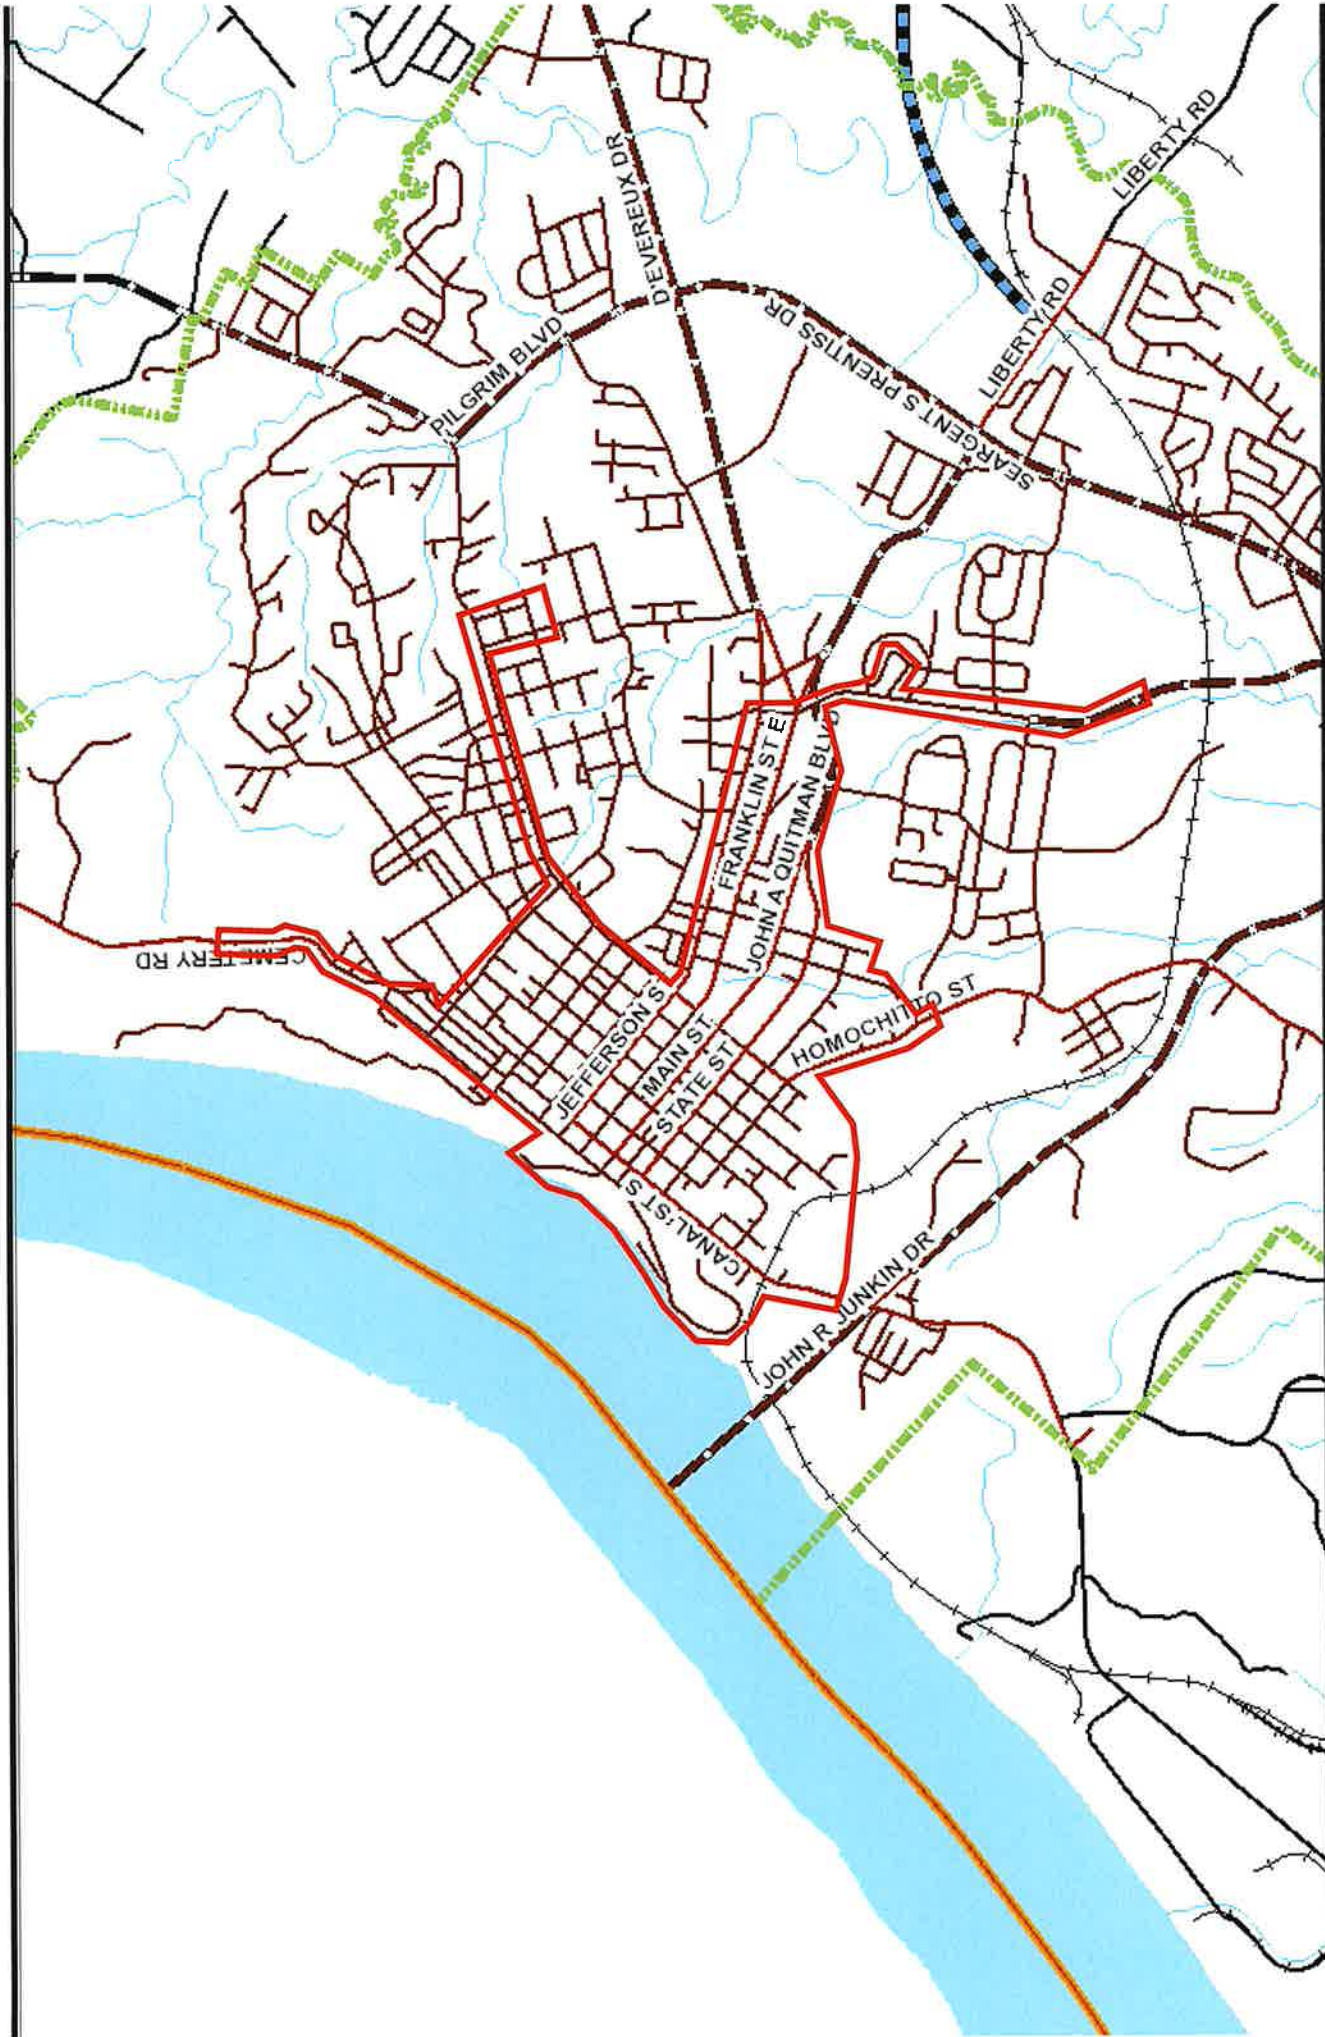 LIBERTY RD
D'EVEREUX DR
PILGRIM BLVD
SEARGENT S PRENTISS DR
LIBERTY RD
FRANKLIN ST E
JOHN A QUITMAN BLVD
CEMETERY RD
JEFFERSON S
MAIN ST
STATE ST
HOMOCHITTO ST
CANAL ST S
JOHN R JUNKIN DR